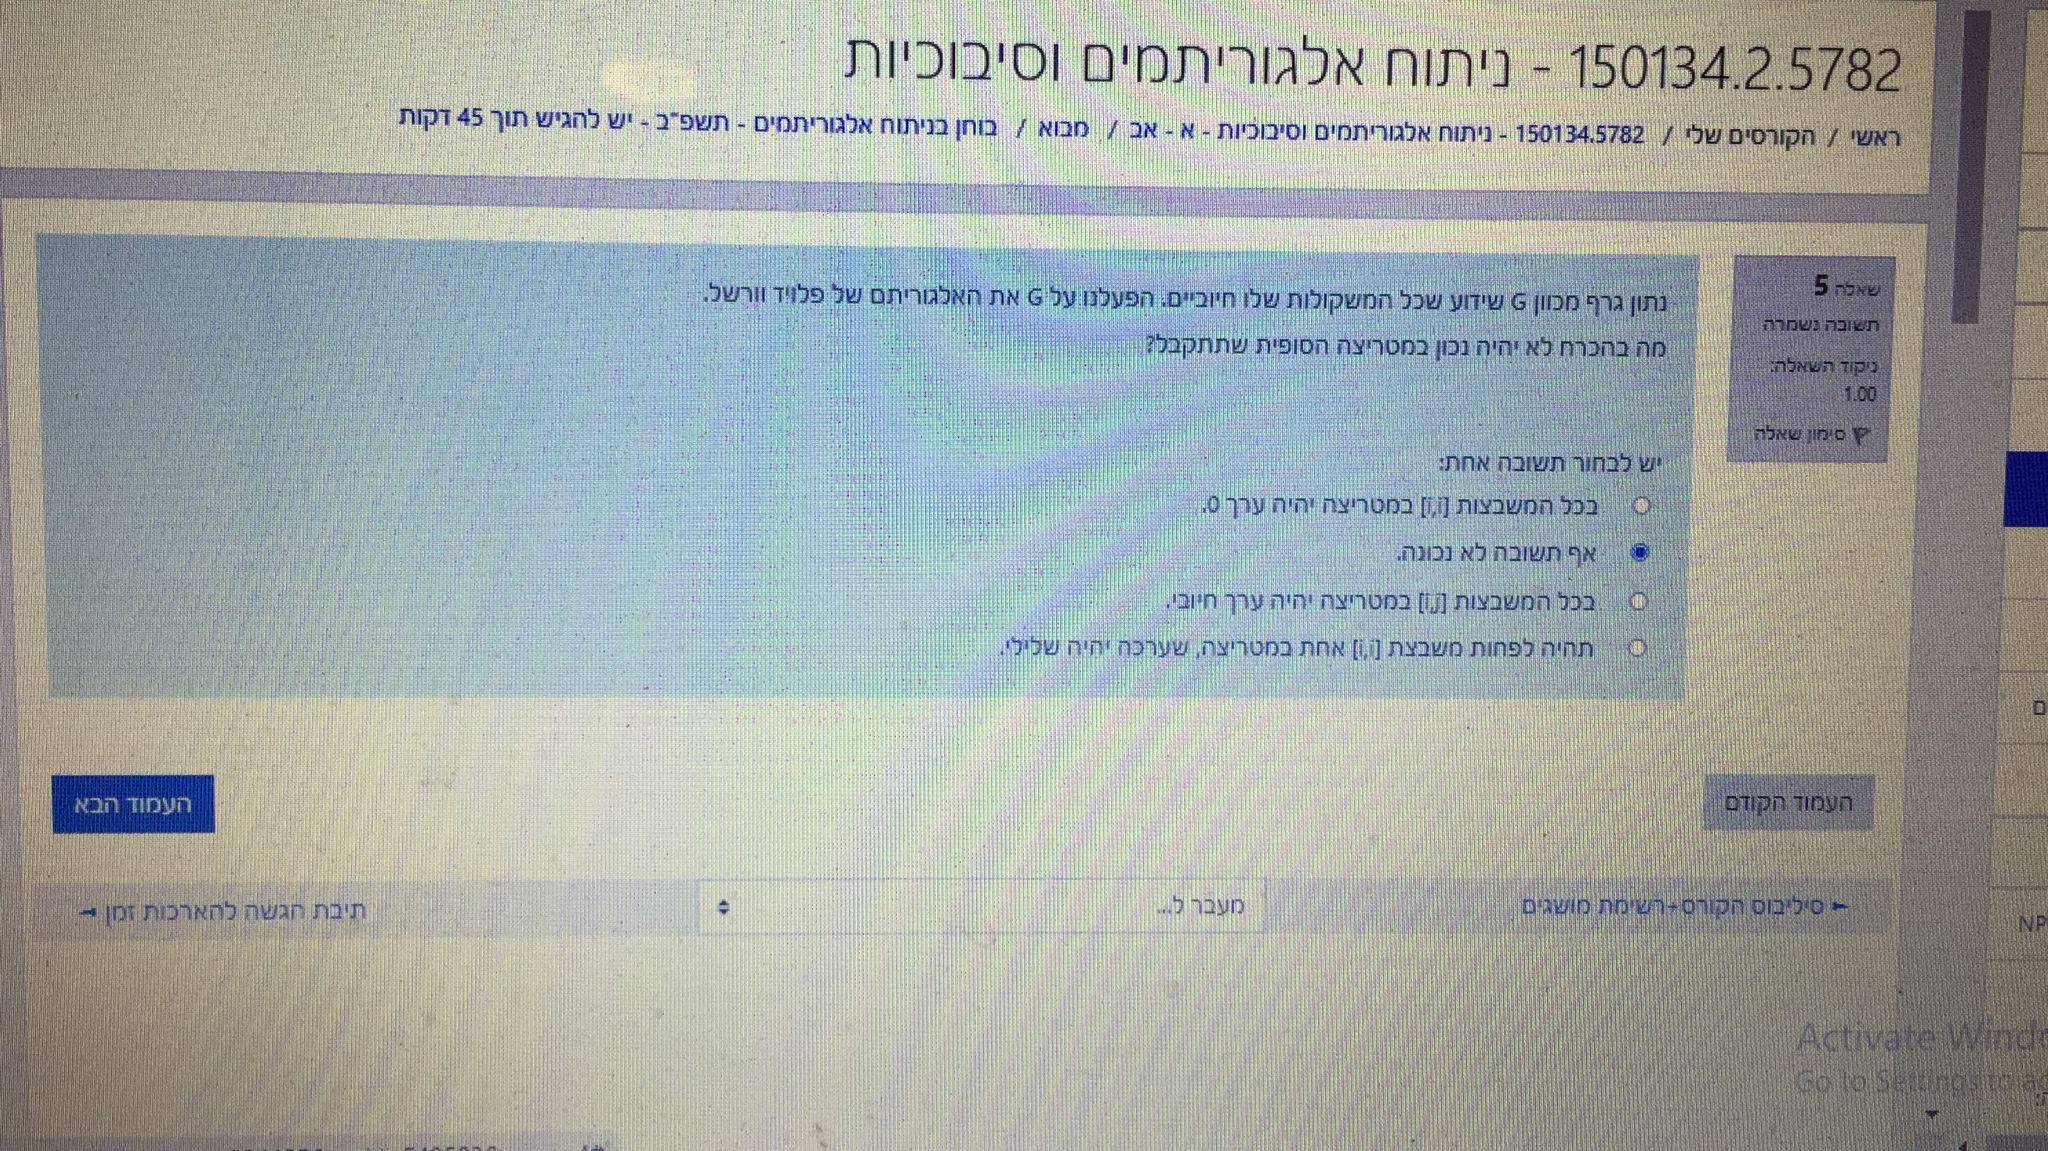 150134.2.5782 - ניתוח אלגוריתמים וסיבוכיות
ראשי / הקורסים שלי / 150134.5782 - ניתוח אלגוריתמים וסיבוכיות - א - אב / מבוא / בוחן בניתוח אלגוריתמים - תשפ"ב - יש להגיש תוך 45 דקות
שאלה 5
תשובה נשמרה
ניקוד השאלה:
1.00
סימון שאלה
נתון גרף מכוון G שידוע שכל המשקולות שלו חיוביים. הפעלנו על G את האלגוריתם של פלויד וורשל.
מה בהכרח לא יהיה נכון במטריצה הסופית שתתקבל?
יש לבחור תשובה אחת:
בכל המשבצות [i,i] במטריצה יהיה ערך 0.
אף תשובה לא נכונה.
בכל המשבצות [i,j] במטריצה יהיה ערך חיובי.
תהיה לפחות משבצת [i,i] אחת במטריצה, שערכה יהיה שלילי.
העמוד הקודם
העמוד הבא
סיליבוס הקורס+רשימת מושגים
מעבר ל...
תיבת הגשה להארכות זמן
ם
NP
Activate Wind
Go to Settings to a